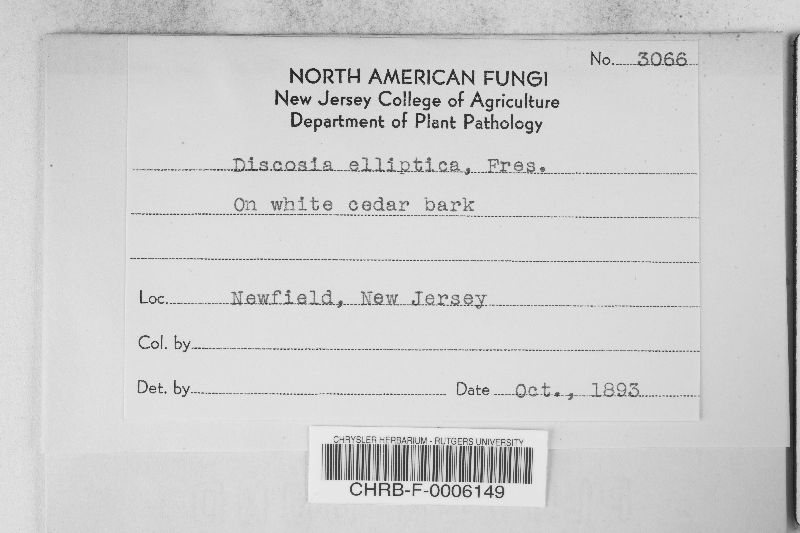 No. 3066
NORTH AMERICAN FUNGI
New Jersey College of Agriculture
Department of Plant Pathology
Discosia elliptica, Fres.
On white cedar bark
Loc. Newfield, New Jersey
Col. by
Det. by Date Oct., 1893
CHRYSLER HERBARIUM - RUTGERS UNIVERSITY
CHRB-F-0006149